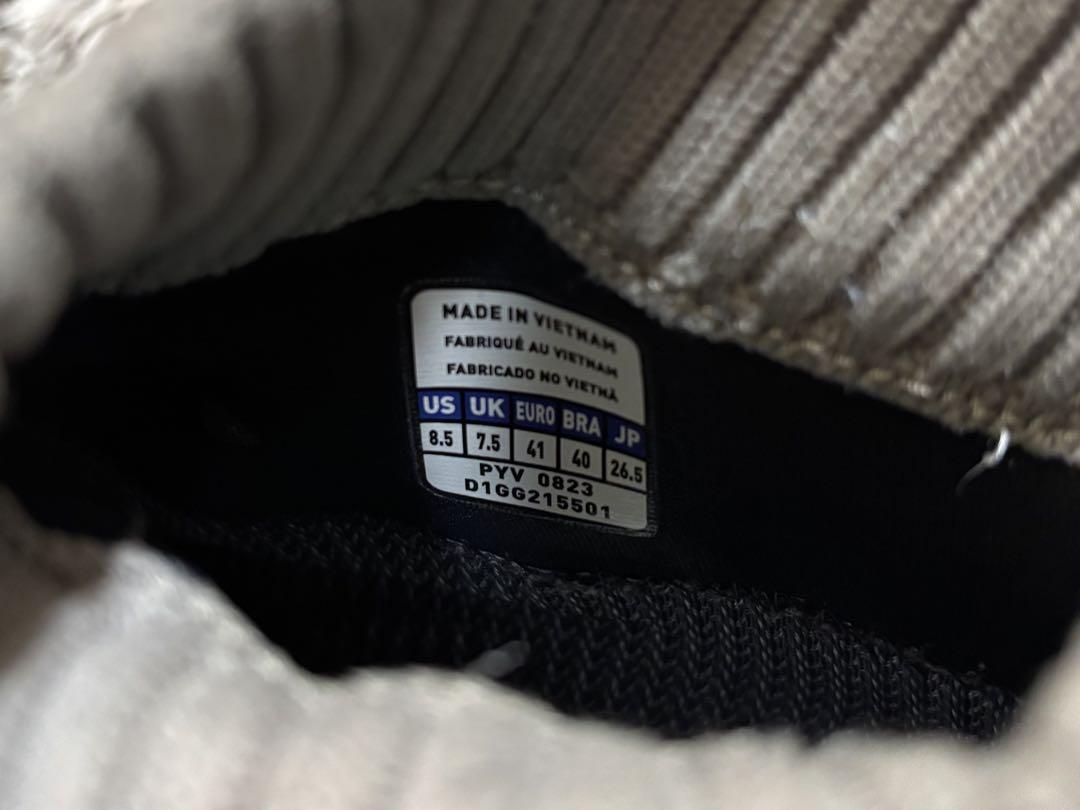 MADE IN VIETNAM
FABRIQUÉ AU VIETNAM
FABRICADO NO VIETNÃ
US UK EURO BRA JP
8.5 7.5 41 40 26.5
PYV 0823
D1GG215501